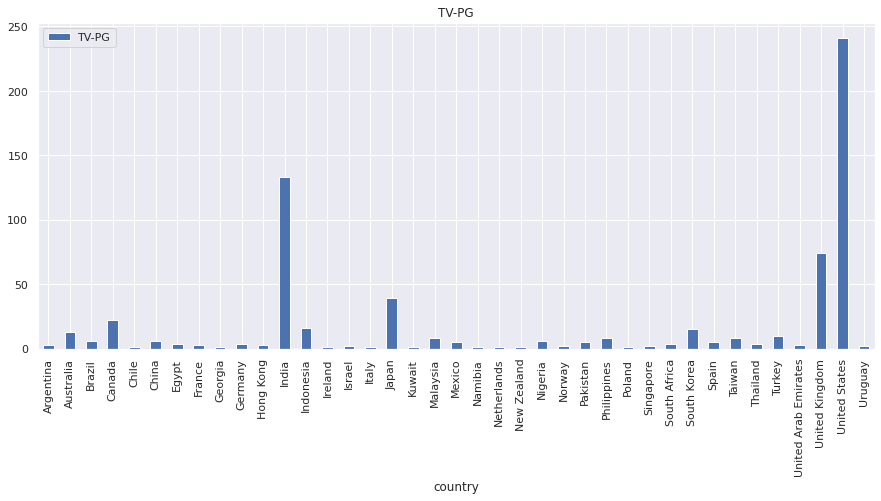 TV-PG
TV-PG
250
200
150
100
50
0
Argentina
Australia
Brazil
Canada
Chile
China
Egypt
France
Georgia
Germany
Hong Kong
India
Indonesia
Ireland
Israel
Italy
Japan
Kuwait
Malaysia
Mexico
Namibia
Netherlands
New Zealand
Nigeria
Norway
Pakistan
Philippines
Poland
Singapore
South Africa
South Korea
Spain
Taiwan
Thailand
Turkey
United Arab Emirates
United Kingdom
United States
Uruguay
country